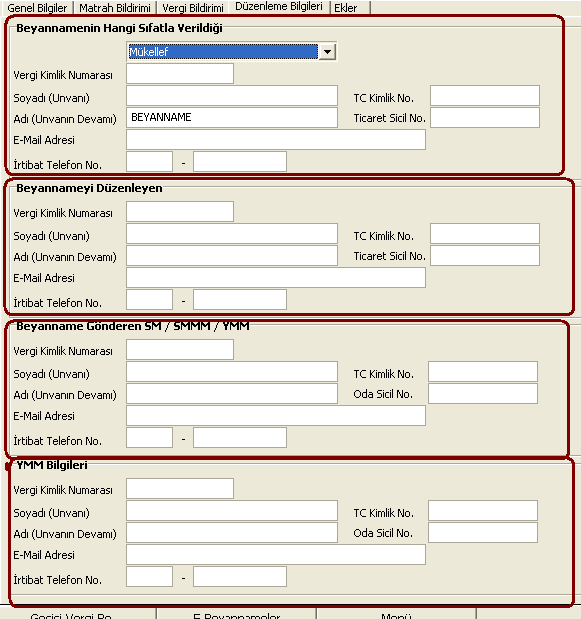 Genel Bilgiler Matrah Bildirimi Vergi Bildirimi Düzenleme Bilgileri Ekler
Beyannamenin Hangi Sıfatla Verildiği
Mükellef
Vergi Kimlik Numarası
Soyadı (Unvanı) TC Kimlik No.
Adı (Unvanın Devamı) BEYANNAME Ticaret Sicil No.
E-Mail Adresi
İrtibat Telefon No. -
Beyannameyi Düzenleyen
Vergi Kimlik Numarası
Soyadı (Unvanı) TC Kimlik No.
Adı (Unvanın Devamı) Ticaret Sicil No.
E-Mail Adresi
İrtibat Telefon No. -
Beyanname Gönderen SM / SMMM / YMM
Vergi Kimlik Numarası
Soyadı (Unvanı) TC Kimlik No.
Adı (Unvanın Devamı) Oda Sicil No.
E-Mail Adresi
İrtibat Telefon No. -
YMM Bilgileri
Vergi Kimlik Numarası
Soyadı (Unvanı) TC Kimlik No.
Adı (Unvanın Devamı) Oda Sicil No.
E-Mail Adresi
İrtibat Telefon No. -
Geçici Vergi Be E-Beyannameler Menü